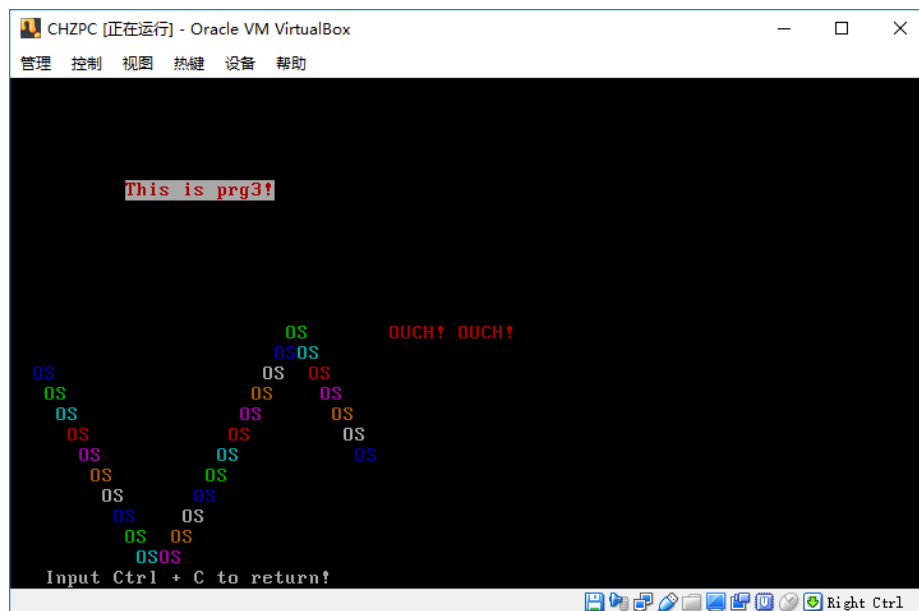 CHZPC [正在运行] - Oracle VM VirtualBox
管理 控制 视图 热键 设备 帮助
This is prg3!
OS OUCH! OUCH!
OSOS
OS OS OS
OS OS OS
OS OS OS
OS OS OS
OS OS OS
OS OS
OS OS
OS OS
OS OS
OSOS
Input Ctrl + C to return!
Right Ctrl